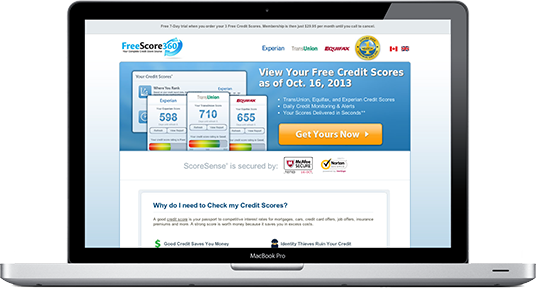 Free 7-Day trial when you order your 3 Free Credit Scores. Membership is then just $29.95 per month until you call to cancel.
FreeScore360
Experian TransUnion EQUIFAX
View Your Free Credit Scores
as of Oct. 16, 2013
Your Credit Scores
Where You Rank
Experian TransUnion EQUIFAX
598 710 655
• TransUnion, Equifax, and Experian Credit Scores
• Daily Credit Monitoring & Alerts
• Your Scores Delivered in Seconds**
Get Yours Now
ScoreSense® is secured by: McAfee SECURE Norton
Why do I need to Check my Credit Scores?
A good credit score is your passport to competitive interest rates for mortgages, cars, credit card offers, job offers, insurance
premiums and more. A strong score is worth money because it saves you in excess costs.
$ Good Credit Saves You Money Identity Thieves Ruin Your Credit
MacBook Pro